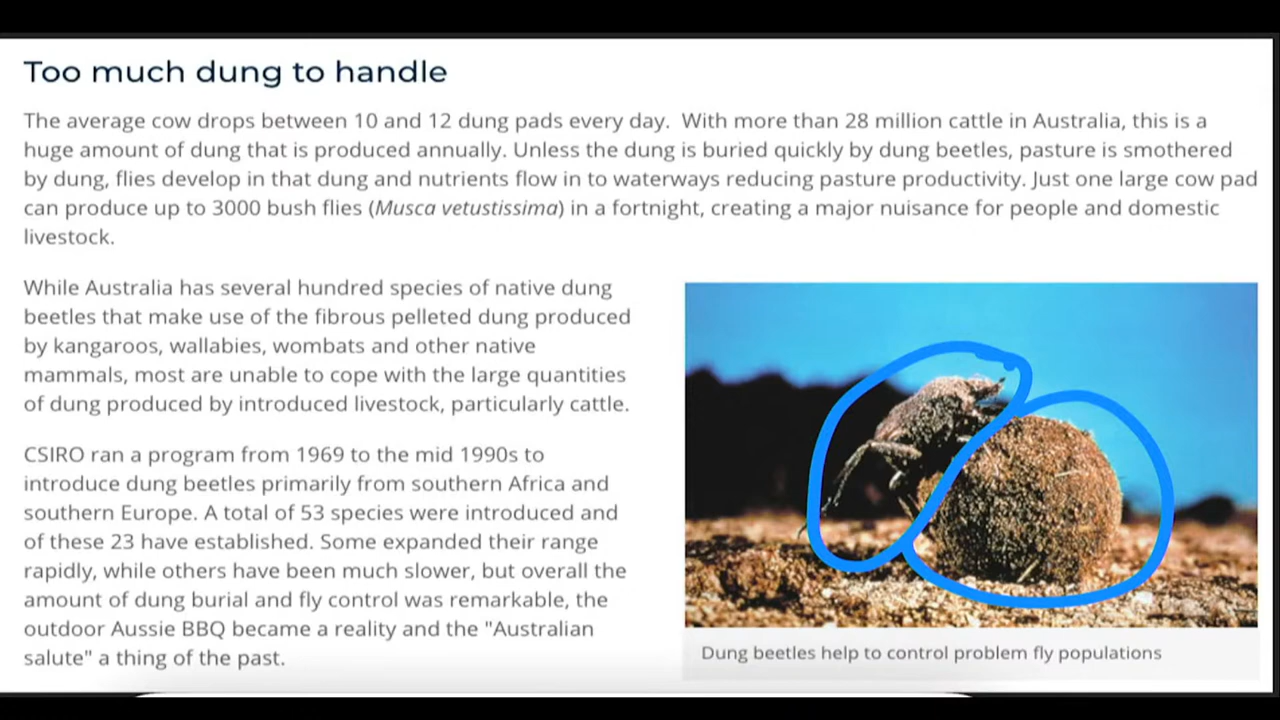 Too much dung to handle
The average cow drops between 10 and 12 dung pads every day.  With more than 28 million cattle in Australia, this is a
huge amount of dung that is produced annually. Unless the dung is buried quickly by dung beetles, pasture is smothered
by dung, flies develop in that dung and nutrients flow in to waterways reducing pasture productivity. Just one large cow pad
can produce up to 3000 bush flies (Musca vetustissima) in a fortnight, creating a major nuisance for people and domestic
livestock.
While Australia has several hundred species of native dung
beetles that make use of the fibrous pelleted dung produced
by kangaroos, wallabies, wombats and other native
mammals, most are unable to cope with the large quantities
of dung produced by introduced livestock, particularly cattle.
CSIRO ran a program from 1969 to the mid 1990s to
introduce dung beetles primarily from southern Africa and
southern Europe. A total of 53 species were introduced and
of these 23 have established. Some expanded their range
rapidly, while others have been much slower, but overall the
amount of dung burial and fly control was remarkable, the
outdoor Aussie BBQ became a reality and the "Australian
salute" a thing of the past.
Dung beetles help to control problem fly populations